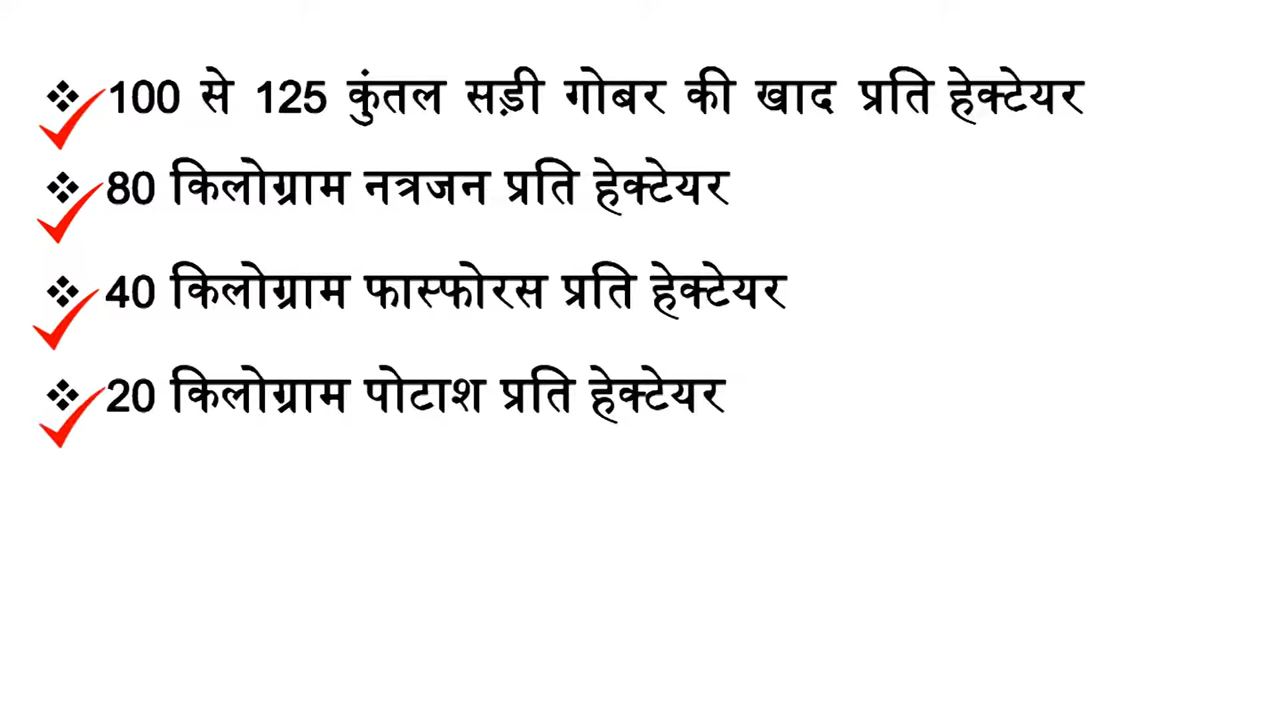 ❖ 100 से 125 कुंतल सड़ी गोबर की खाद प्रति हेक्टेयर
❖ 80 किलोग्राम नत्रजन प्रति हेक्टेयर
❖ 40 किलोग्राम फास्फोरस प्रति हेक्टेयर
❖ 20 किलोग्राम पोटाश प्रति हेक्टेयर